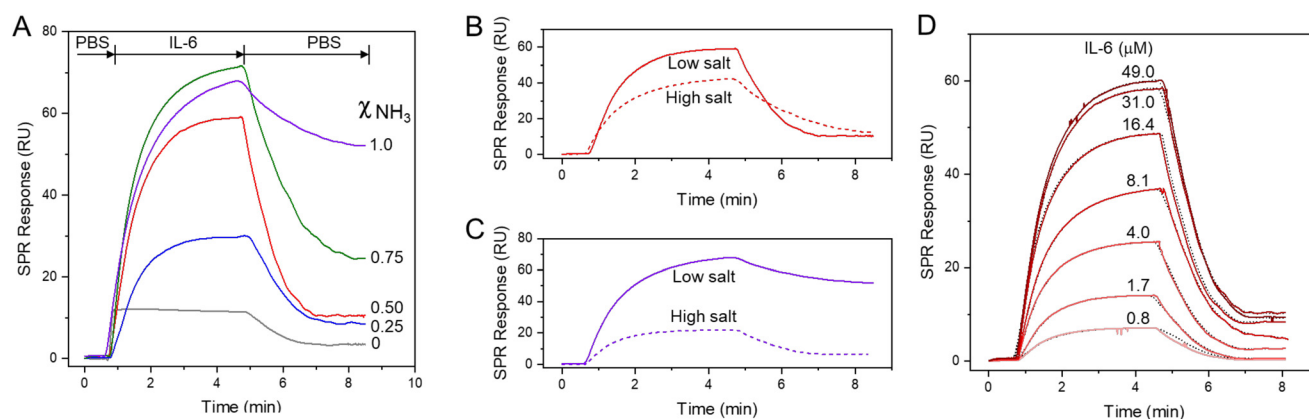 A
PBS IL-6 PBS
SPR Response (RU)
80
70
60
50
40
30
20
10
0
χ NH3
1.0
0.75
0.50
0.25
0
0 2 4 6 8 10
Time (min)
B
SPR Response (RU)
60
40
20
0
Low salt
High salt
0 2 4 6 8
Time (min)
C
SPR Response (RU)
80
60
40
20
0
Low salt
High salt
0 2 4 6 8
Time (min)
D
SPR Response (RU)
60
40
20
0
IL-6 (μM)
49.0
31.0
16.4
8.1
4.0
1.7
0.8
0 2 4 6 8
Time (min)